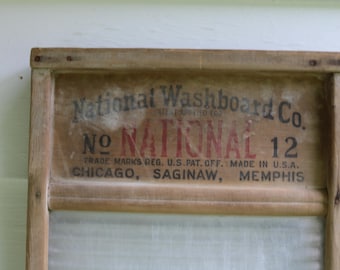 National Washboard Co.
No NATIONAL 12
TRADE MARKS REG. U.S. PAT. OFF. MADE IN U.S.A.
CHICAGO, SAGINAW, MEMPHIS